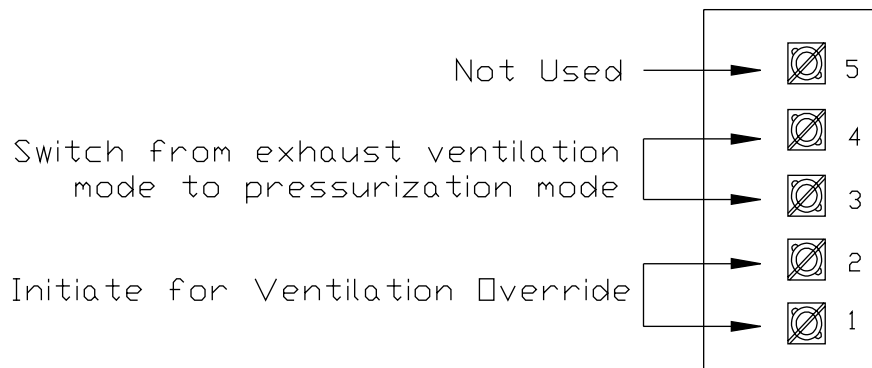 Not Used
5
4
Switch from exhaust ventilation
mode to pressurization mode
3
2
Initiate for Ventilation Override
1